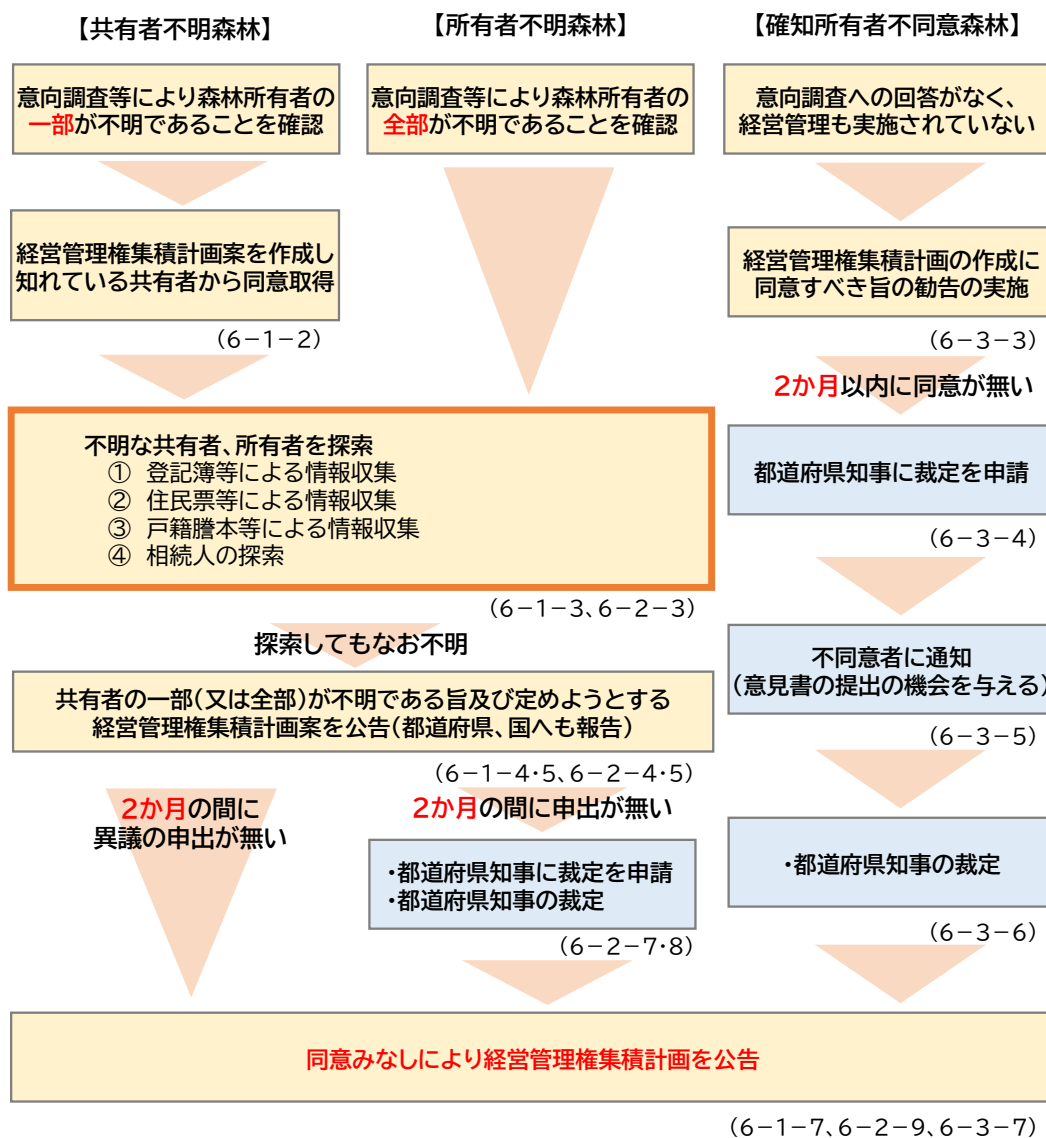 【共有者不明森林】
【所有者不明森林】
【確知所有者不同意森林】
意向調査等により森林所有者の
一部が不明であることを確認
意向調査等により森林所有者の
全部が不明であることを確認
意向調査への回答がなく、
経営管理も実施されていない
経営管理権集積計画案を作成し
知れている共有者から同意取得
(6-1-2)
経営管理権集積計画の作成に
同意すべき旨の勧告の実施
(6-3-3)
2か月以内に同意が無い
不明な共有者、所有者を探索
① 登記簿等による情報収集
② 住民票等による情報収集
③ 戸籍謄本等による情報収集
④ 相続人の探索
(6-1-3、6-2-3)
都道府県知事に裁定を申請
(6-3-4)
探索してもなお不明
不同意者に通知
(意見書の提出の機会を与える)
(6-3-5)
共有者の一部(又は全部)が不明である旨及び定めようとする
経営管理権集積計画案を公告(都道府県、国へも報告)
(6-1-4・5、6-2-4・5)
2か月の間に
異議の申出が無い
2か月の間に申出が無い
・都道府県知事に裁定を申請
・都道府県知事の裁定
(6-2-7・8)
・都道府県知事の裁定
(6-3-6)
同意みなしにより経営管理権集積計画を公告
(6-1-7、6-2-9、6-3-7)